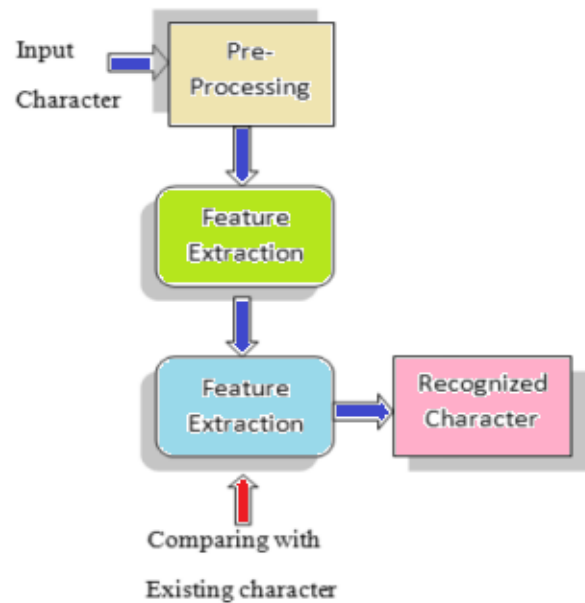 Input
Character
Pre-
Processing
Feature
Extraction
Feature
Extraction
Recognized
Character
Comparing with
Existing character